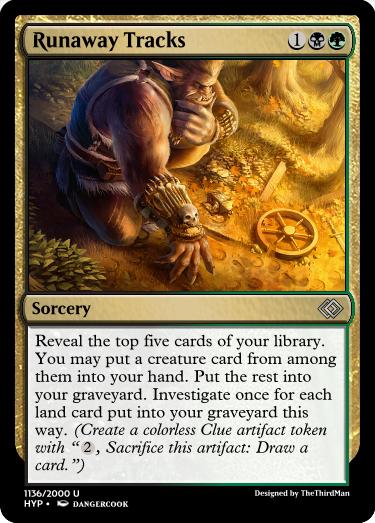 Runaway Tracks 1
Sorcery
Reveal the top five cards of your library.
You may put a creature card from among
them into your hand. Put the rest into
your graveyard. Investigate once for each
land card put into your graveyard this
way. (Create a colorless Clue artifact token
with “2, Sacrifice this artifact: Draw a
card.”)
1136/2000 U
Designed by TheThirdMan
HYP • DANGERCOOK